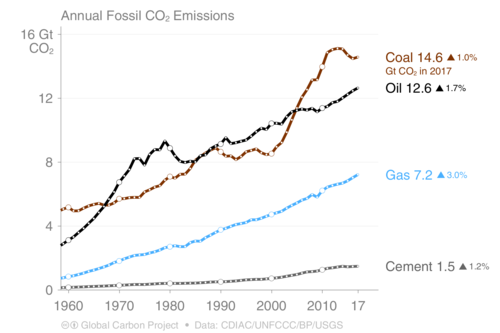 Annual Fossil CO₂ Emissions
16 Gt
CO₂
12
8
4
0
1960 1970 1980 1990 2000 2010 17
Coal 14.6 ▲1.0%
Gt CO₂ in 2017
Oil 12.6 ▲1.7%
Gas 7.2 ▲3.0%
Cement 1.5 ▲1.2%
Global Carbon Project • Data: CDIAC/UNFCCC/BP/USGS